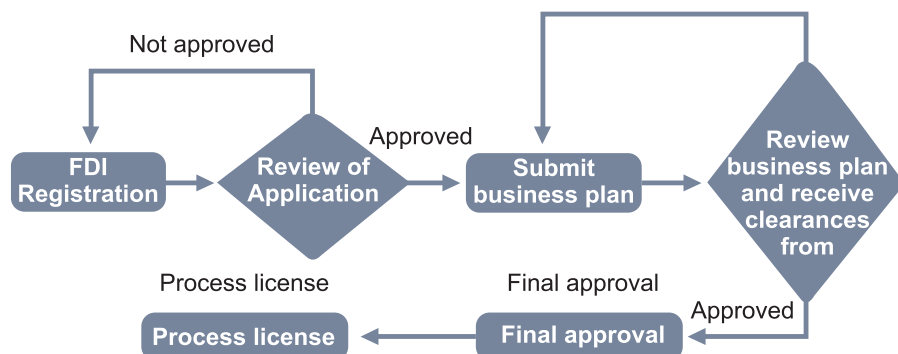 Not approved
FDI
Registration
Review of
Application
Approved
Submit
business plan
Review
business plan
and receive
clearances
from
Process license
Final approval
Approved
Process license
Final approval